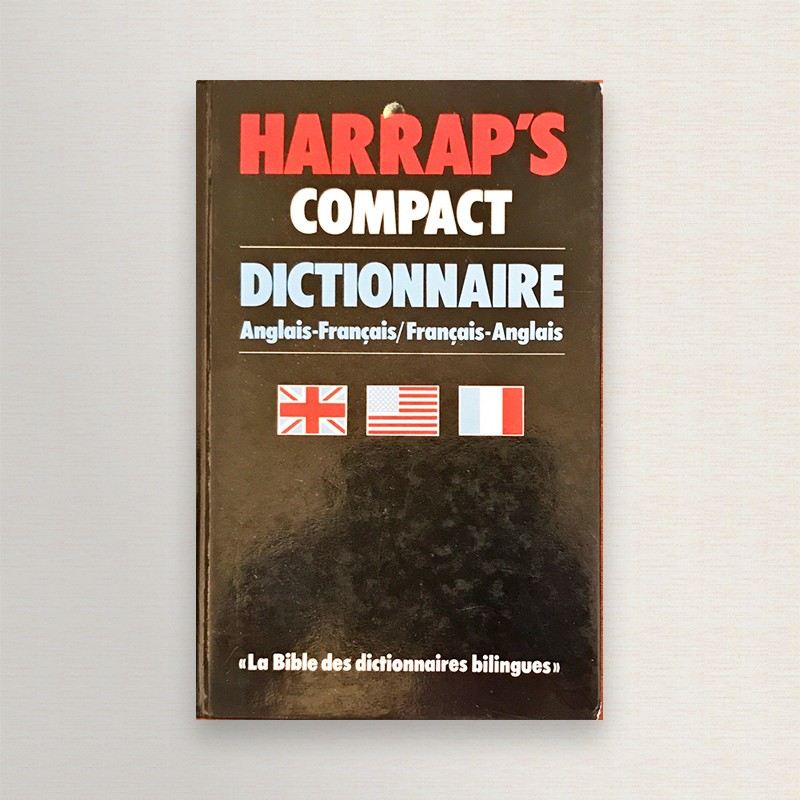 HARRAP'S
COMPACT
DICTIONNAIRE
Anglais-Français/Français-Anglais
«La Bible des dictionnaires bilingues»